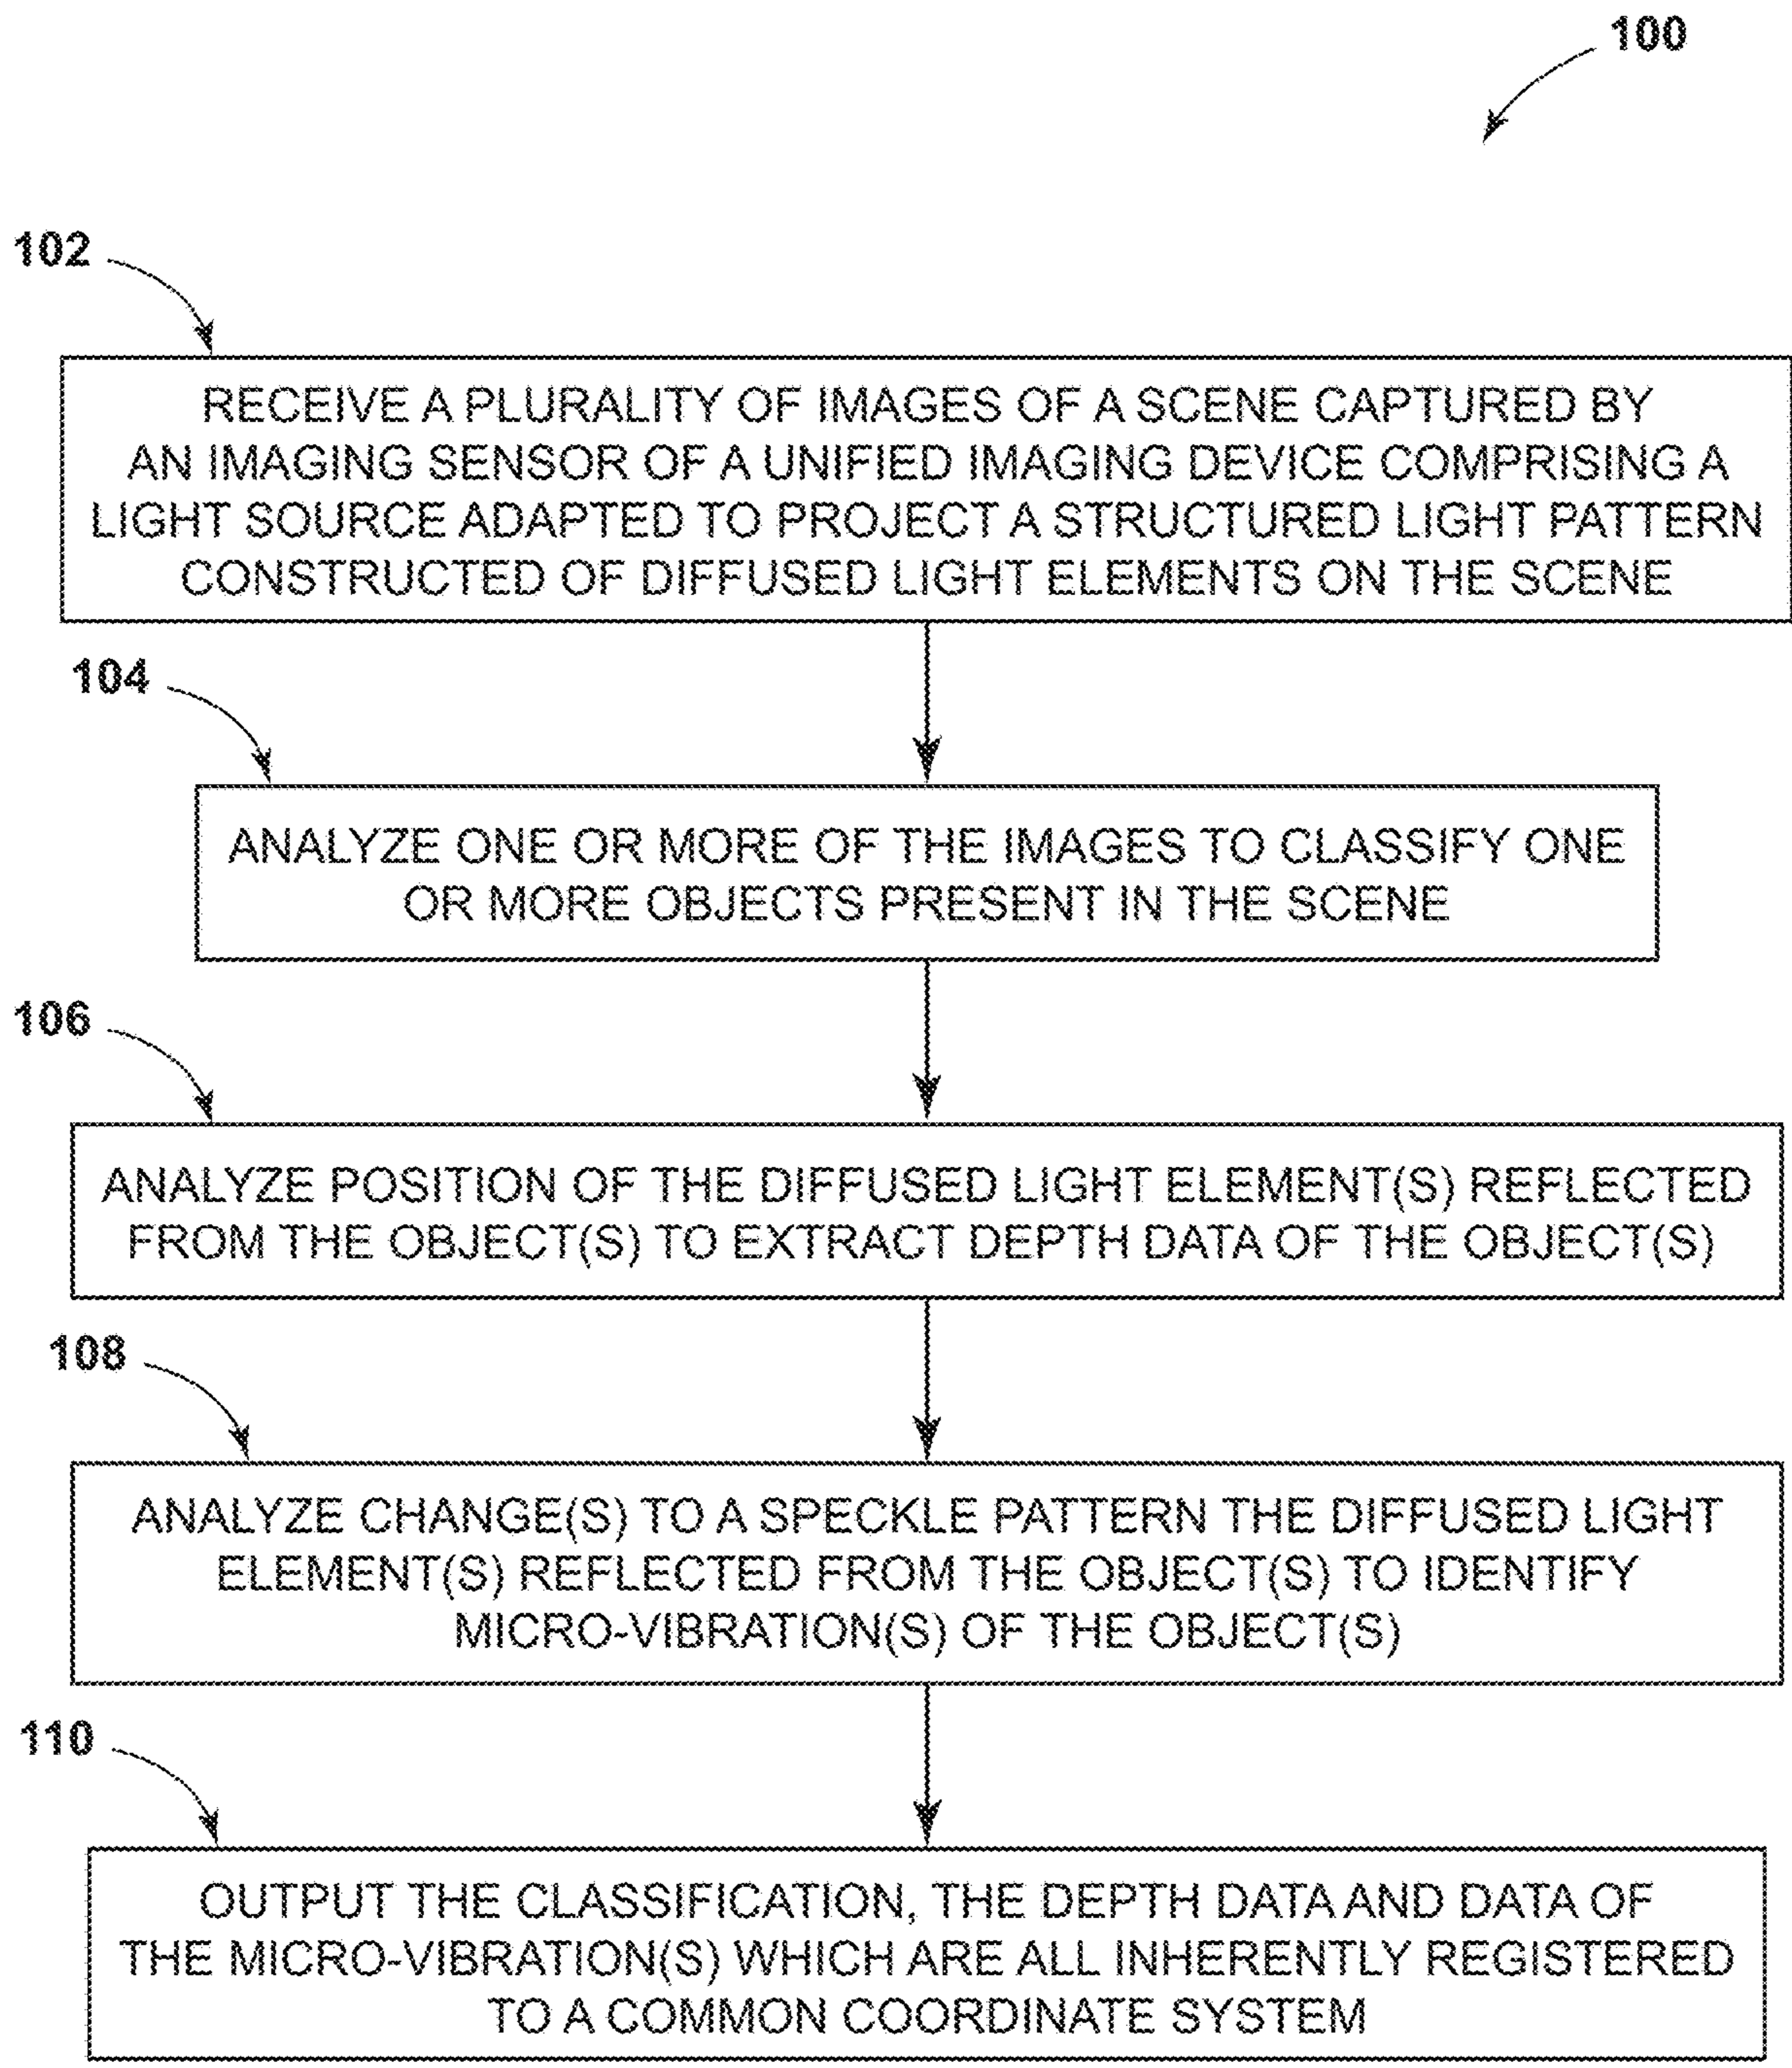 100
102
RECEIVE A PLURALITY OF IMAGES OF A SCENE CAPTURED BY
AN IMAGING SENSOR OF A UNIFIED IMAGING DEVICE COMPRISING A
LIGHT SOURCE ADAPTED TO PROJECT A STRUCTURED LIGHT PATTERN
CONSTRUCTED OF DIFFUSED LIGHT ELEMENTS ON THE SCENE
104
ANALYZE ONE OR MORE OF THE IMAGES TO CLASSIFY ONE
OR MORE OBJECTS PRESENT IN THE SCENE
106
ANALYZE POSITION OF THE DIFFUSED LIGHT ELEMENT(S) REFLECTED
FROM THE OBJECT(S) TO EXTRACT DEPTH DATA OF THE OBJECT(S)
108
ANALYZE CHANGE(S) TO A SPECKLE PATTERN THE DIFFUSED LIGHT
ELEMENT(S) REFLECTED FROM THE OBJECT(S) TO IDENTIFY
MICRO-VIBRATION(S) OF THE OBJECT(S)
110
OUTPUT THE CLASSIFICATION, THE DEPTH DATA AND DATA OF
THE MICRO-VIBRATION(S) WHICH ARE ALL INHERENTLY REGISTERED
TO A COMMON COORDINATE SYSTEM